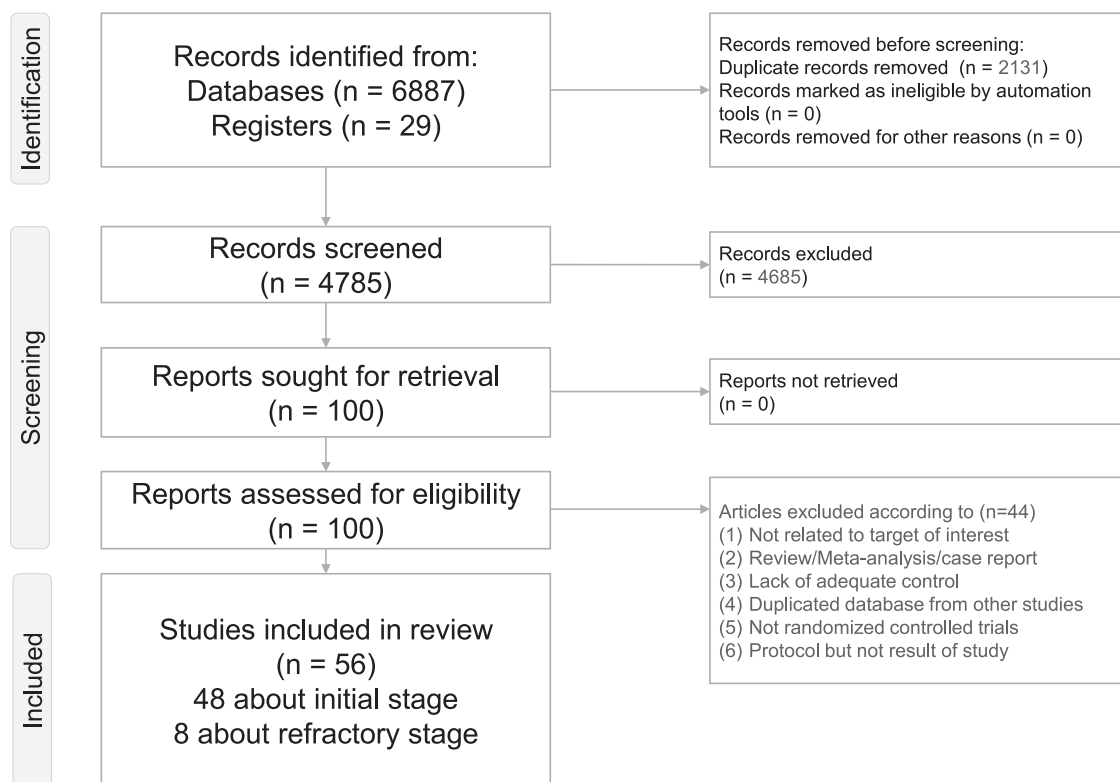 Identification
Records identified from:
Databases (n = 6887)
Registers (n = 29)
Records removed before screening:
Duplicate records removed (n = 2131)
Records marked as ineligible by automation
tools (n = 0)
Records removed for other reasons (n = 0)
Screening
Records screened
(n = 4785)
Records excluded
(n = 4685)
Reports sought for retrieval
(n = 100)
Reports not retrieved
(n = 0)
Reports assessed for eligibility
(n = 100)
Articles excluded according to (n=44)
(1) Not related to target of interest
(2) Review/Meta-analysis/case report
(3) Lack of adequate control
(4) Duplicated database from other studies
(5) Not randomized controlled trials
(6) Protocol but not result of study
Included
Studies included in review
(n = 56)
48 about initial stage
8 about refractory stage